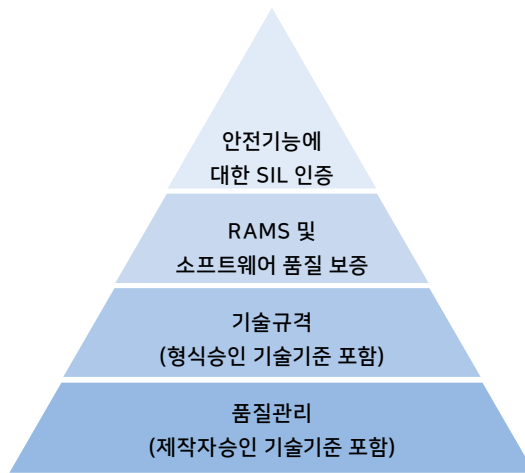 안전기능에
대한 SIL 인증
RAMS 및
소프트웨어 품질 보증
기술규격
(형식승인 기술기준 포함)
품질관리
(제작자승인 기술기준 포함)